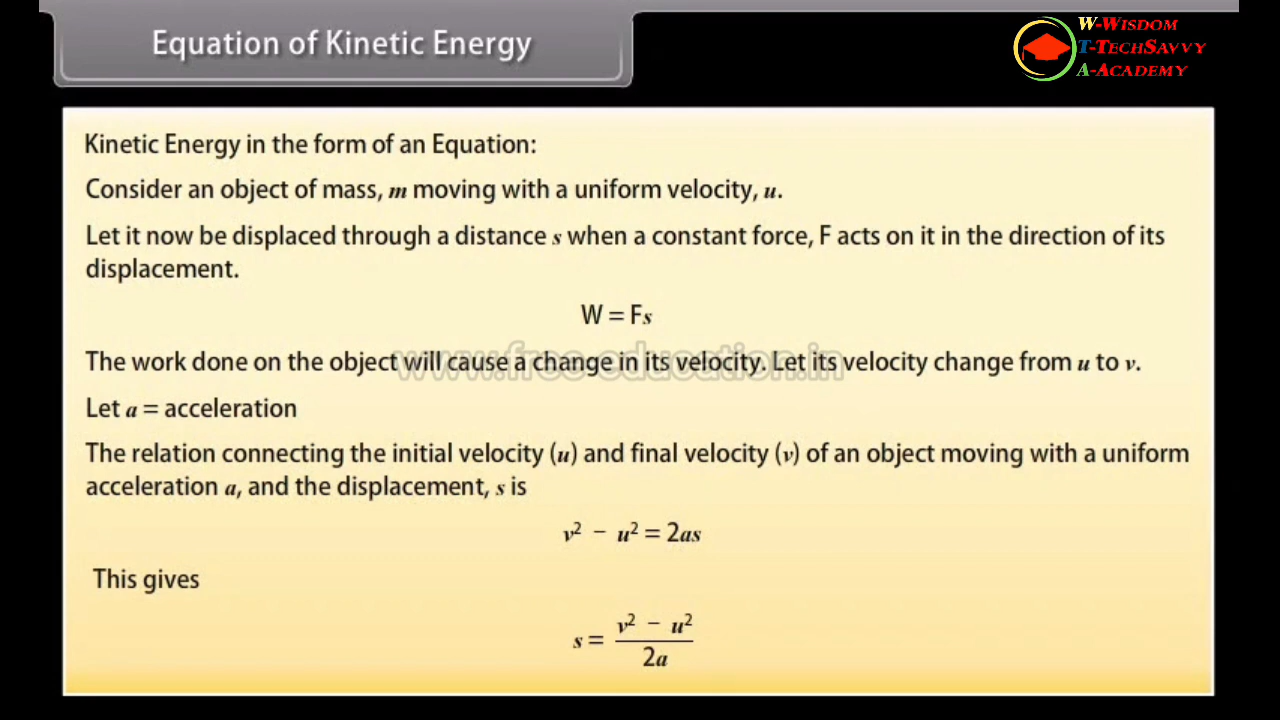 Equation of Kinetic Energy
W-Wisdom
T-TechSavvy
A-Academy
Kinetic Energy in the form of an Equation:
Consider an object of mass, m moving with a uniform velocity, u.
Let it now be displaced through a distance s when a constant force, F acts on it in the direction of its
displacement.
W = Fs
www.free-education.in
The work done on the object will cause a change in its velocity. Let its velocity change from u to v.
Let a = acceleration
The relation connecting the initial velocity (u) and final velocity (v) of an object moving with a uniform
acceleration a, and the displacement, s is
v² − u² = 2as
This gives
s = v² − u²
2a